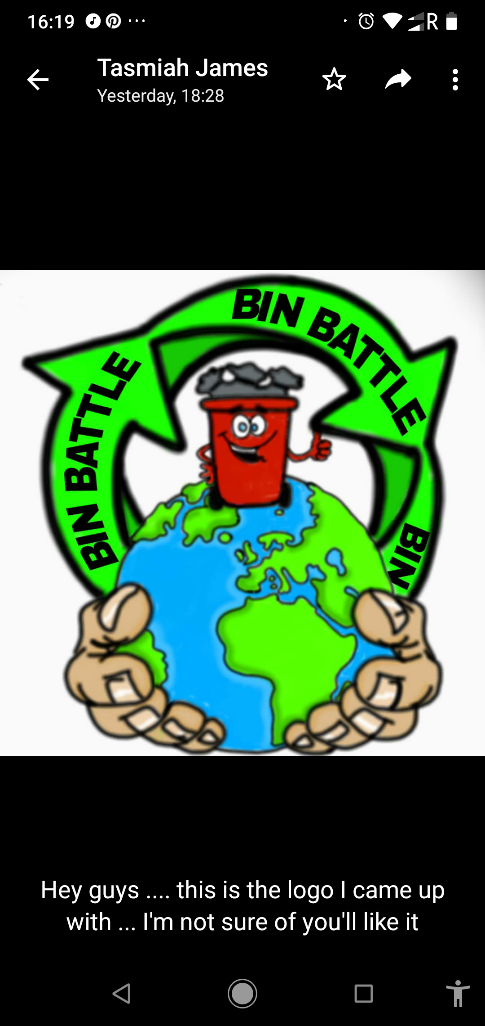 16:19
R
Tasmiah James
Yesterday, 18:28
BIN BATTLE
BIN BATTLE
BIN
Hey guys .... this is the logo I came up
with ... I'm not sure of you'll like it